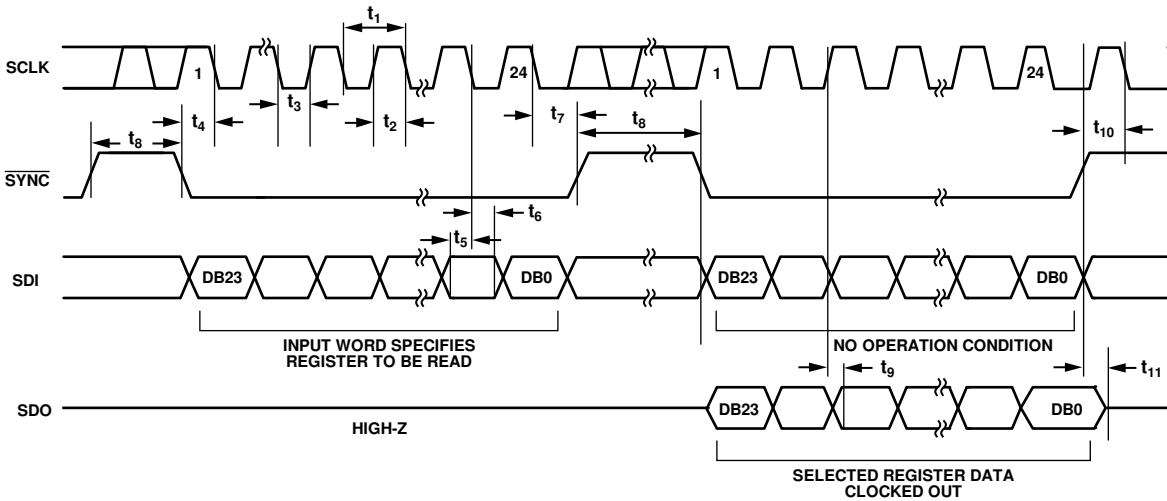 t1
SCLK
1
24
1
24
t3
t4
t2
t7
t8
t10
t8
SYNC
t6
t5
SDI
DB23
DB0
DB23
DB0
INPUT WORD SPECIFIES
REGISTER TO BE READ
NO OPERATION CONDITION
t9
t11
SDO
DB23
DB0
HIGH-Z
SELECTED REGISTER DATA
CLOCKED OUT